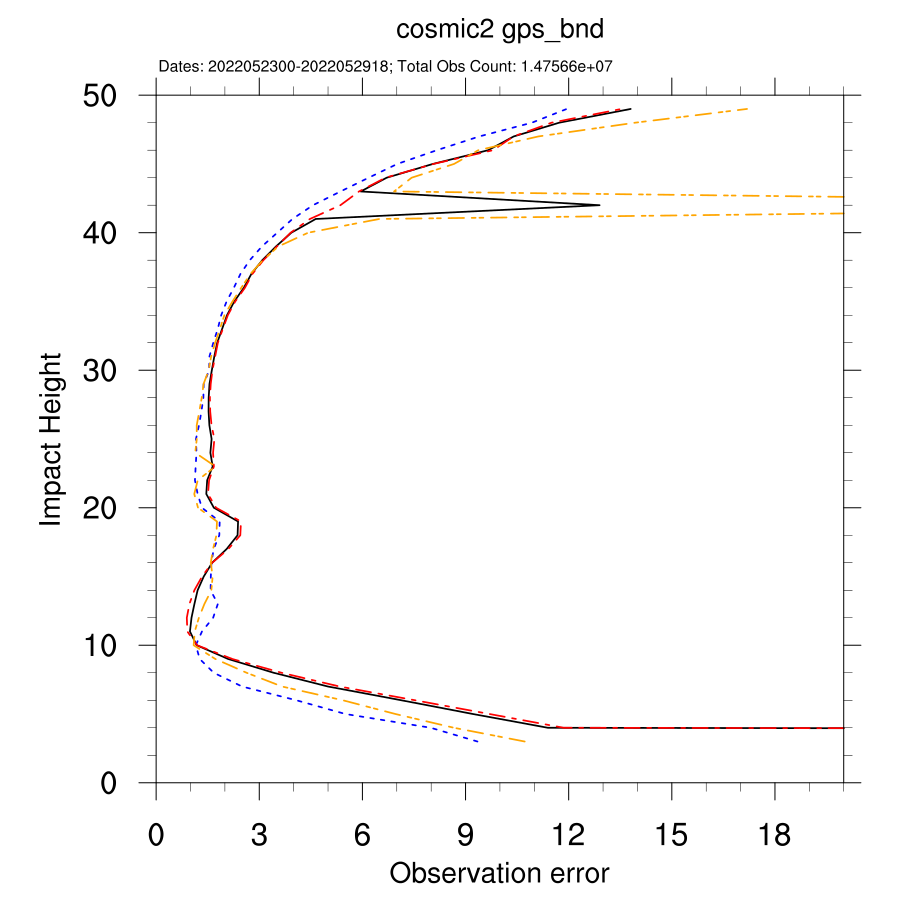 cosmic2 gps_bnd
Dates: 2022052300-2022052918; Total Obs Count: 1.47566e+07
50
40
30
20
10
0
Impact Height
0 3 6 9 12 15 18
Observation error